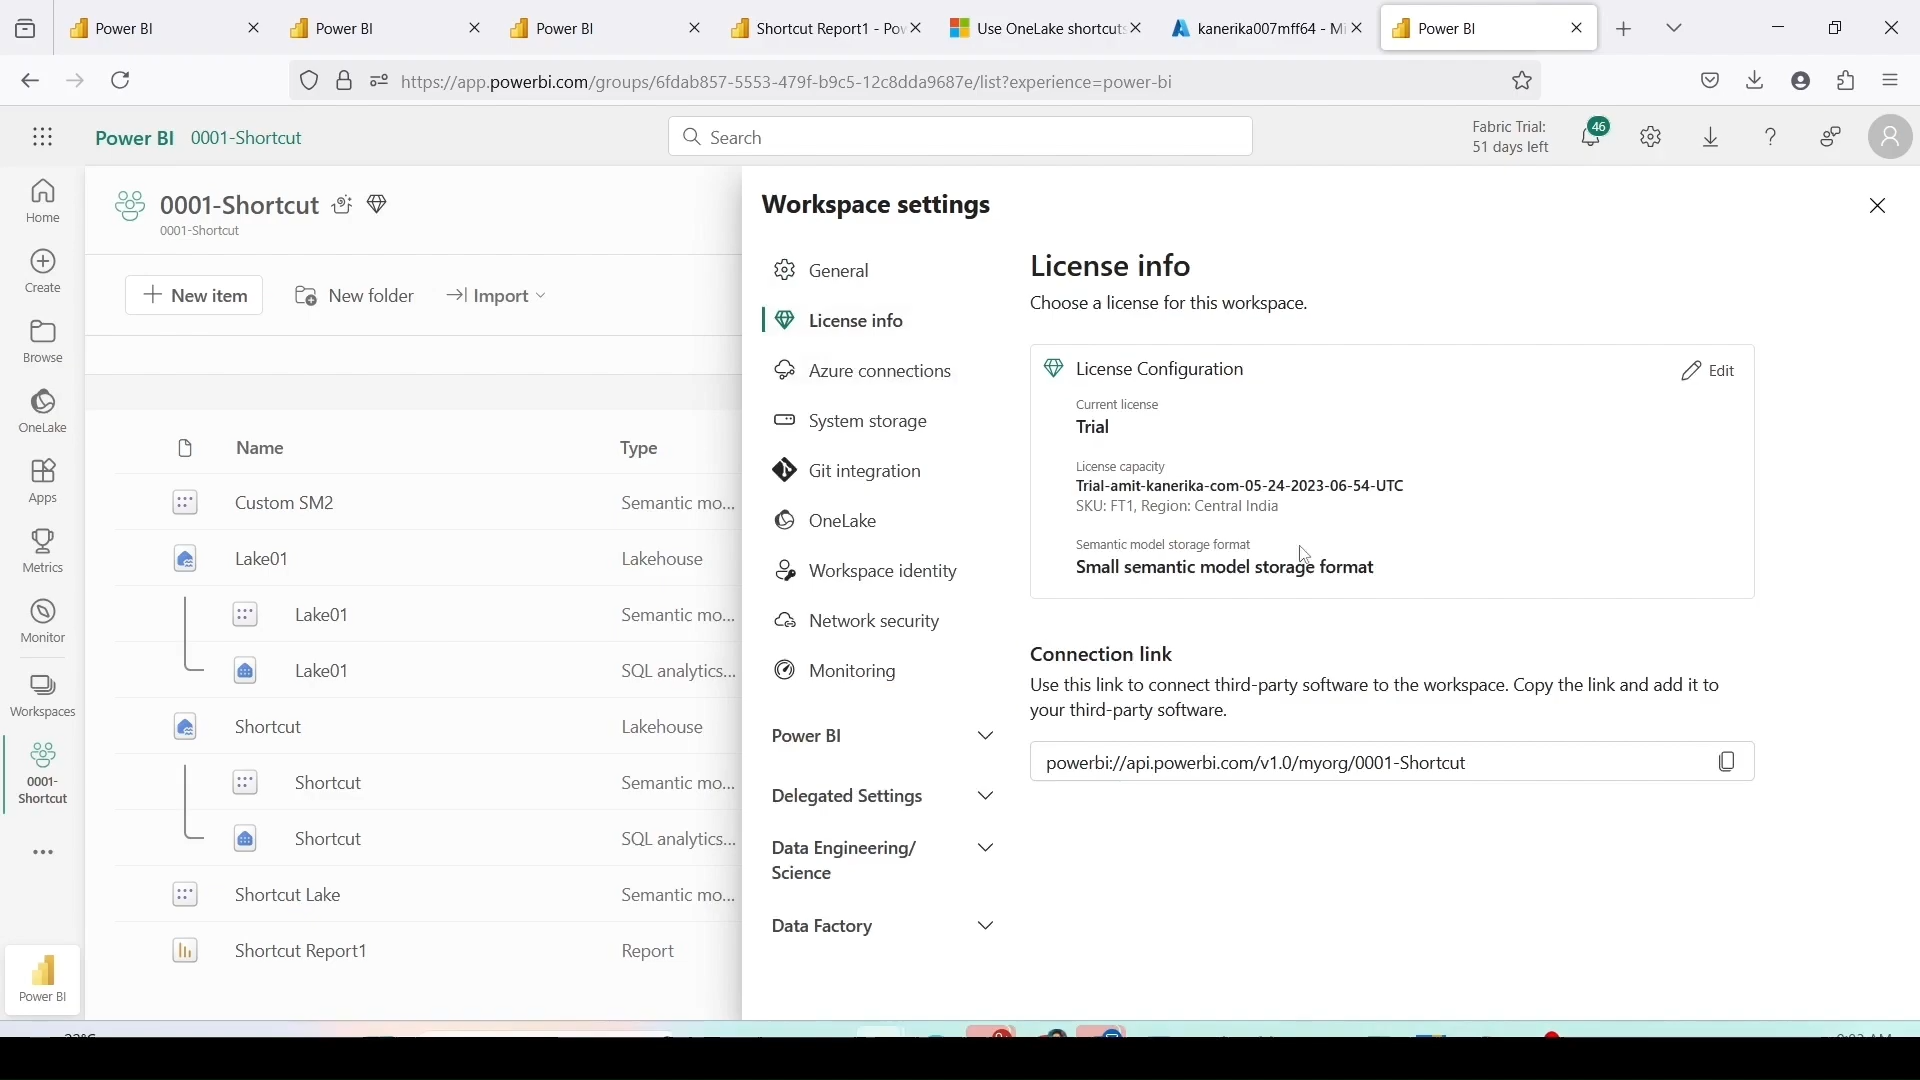 Power BI
Power BI
Power BI
Shortcut Report1 - Pov
Use OneLake shortcuts
kanerika007mff64 - Mi
Power BI
https://app.powerbi.com/groups/6fdab857-5553-479f-b9c5-12c8dda9687e/list?experience=power-bi
Power BI 0001-Shortcut
Search
Fabric Trial:
51 days left
46
Home
Create
Browse
OneLake
Apps
Metrics
Monitor
Workspaces
0001-
Shortcut
Power BI
0001-Shortcut
0001-Shortcut
New item
New folder
Import
Name Type
Custom SM2 Semantic mo...
Lake01 Lakehouse
Lake01 Semantic mo...
Lake01 SQL analytics...
Shortcut Lakehouse
Shortcut Semantic mo...
Shortcut SQL analytics...
Shortcut Lake Semantic mo...
Shortcut Report1 Report
Workspace settings
General
License info
Azure connections
System storage
Git integration
OneLake
Workspace identity
Network security
Monitoring
Power BI
Delegated Settings
Data Engineering/
Science
Data Factory
License info
Choose a license for this workspace.
License Configuration
Edit
Current license
Trial
License capacity
Trial-amit-kanerika-com-05-24-2023-06-54-UTC
SKU: FT1, Region: Central India
Semantic model storage format
Small semantic model storage format
Connection link
Use this link to connect third-party software to the workspace. Copy the link and add it to
your third-party software.
powerbi://api.powerbi.com/v1.0/myorg/0001-Shortcut